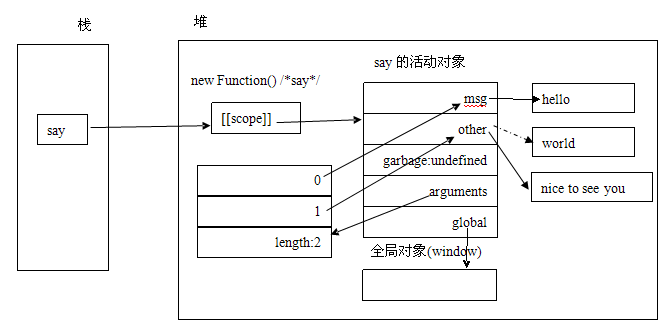 栈
堆
say 的活动对象
new Function() /*say*/
msg
hello
[[scope]]
say
other
world
garbage:undefined
0
arguments
nice to see you
1
global
length:2
全局对象(window)